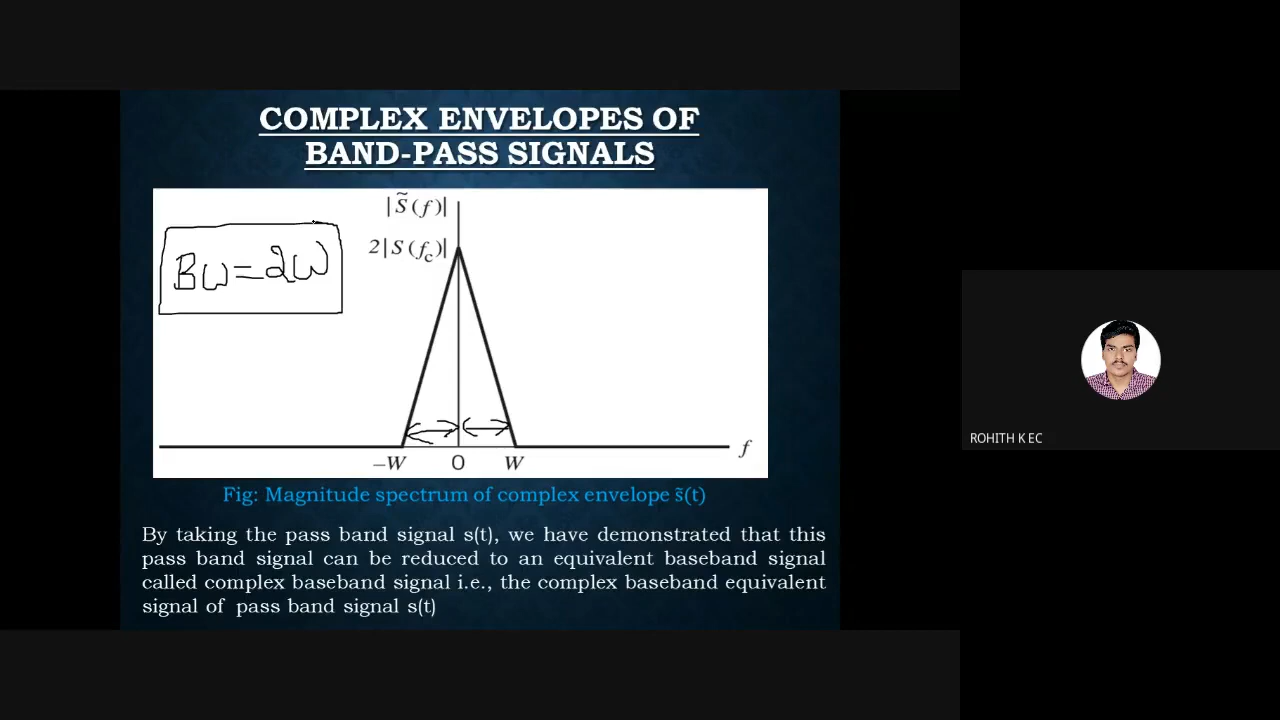 COMPLEX ENVELOPES OF
BAND-PASS SIGNALS
|S̃(f)|
2|S(fc)|
BW=2W
f
−W 0 W
Fig: Magnitude spectrum of complex envelope s̃(t)
By taking the pass band signal s(t), we have demonstrated that this
pass band signal can be reduced to an equivalent baseband signal
called complex baseband signal i.e., the complex baseband equivalent
signal of pass band signal s(t)
ROHITH K EC